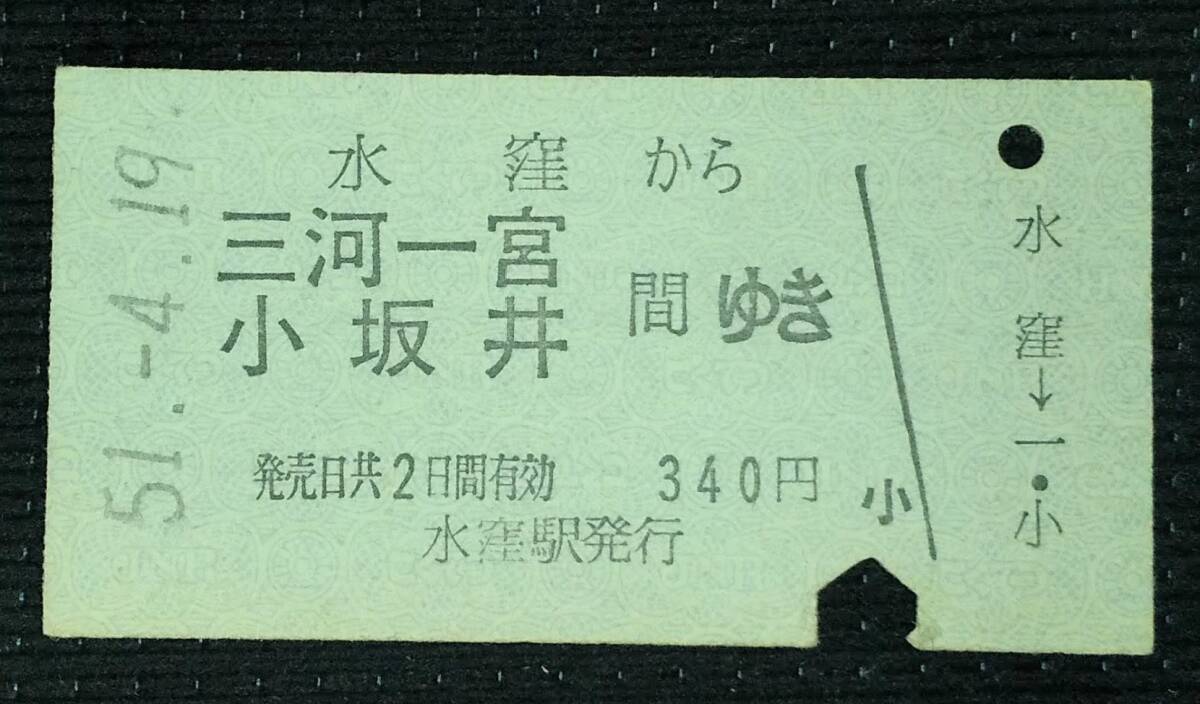 51.-4.19
水窪から
三河一宮
小坂井
間ゆき
発売日共2日間有効 340円
水窪駅発行
小
水窪→一・小